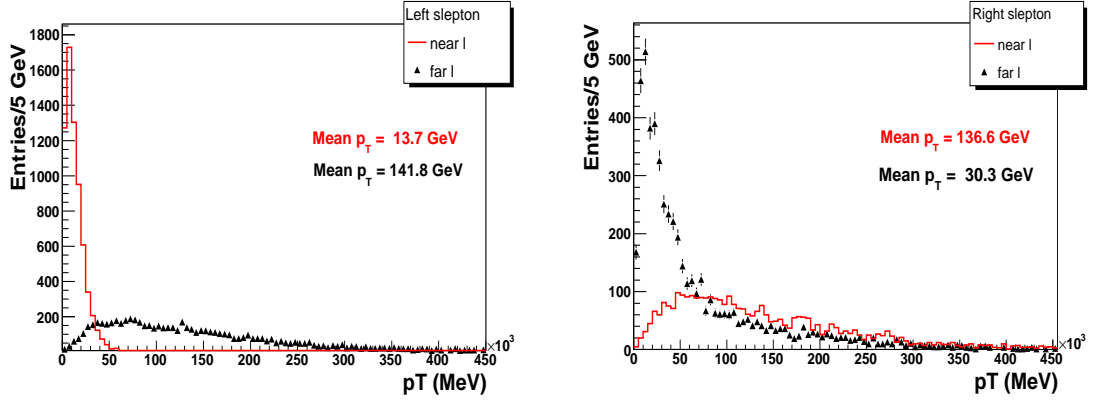 Left slepton
near l
far l
Entries/5 GeV
1800
1600
1400
1200
1000
800
600
400
200
0
Mean p_T = 13.7 GeV
Mean p_T = 141.8 GeV
0 50 100 150 200 250 300 350 400 450
×10³
pT (MeV)
Right slepton
near l
far l
Entries/5 GeV
500
400
300
200
100
0
Mean p_T = 136.6 GeV
Mean p_T = 30.3 GeV
0 50 100 150 200 250 300 350 400 450
×10³
pT (MeV)